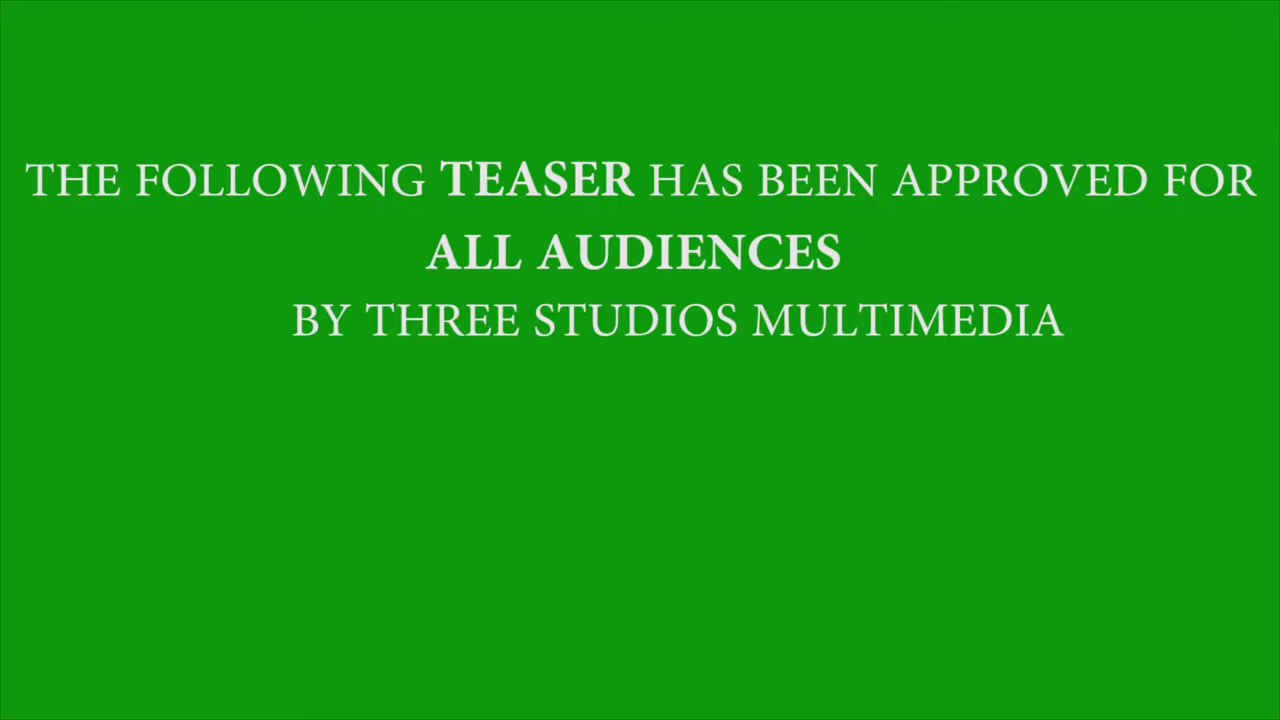 THE FOLLOWING TEASER HAS BEEN APPROVED FOR
ALL AUDIENCES
BY THREE STUDIOS MULTIMEDIA